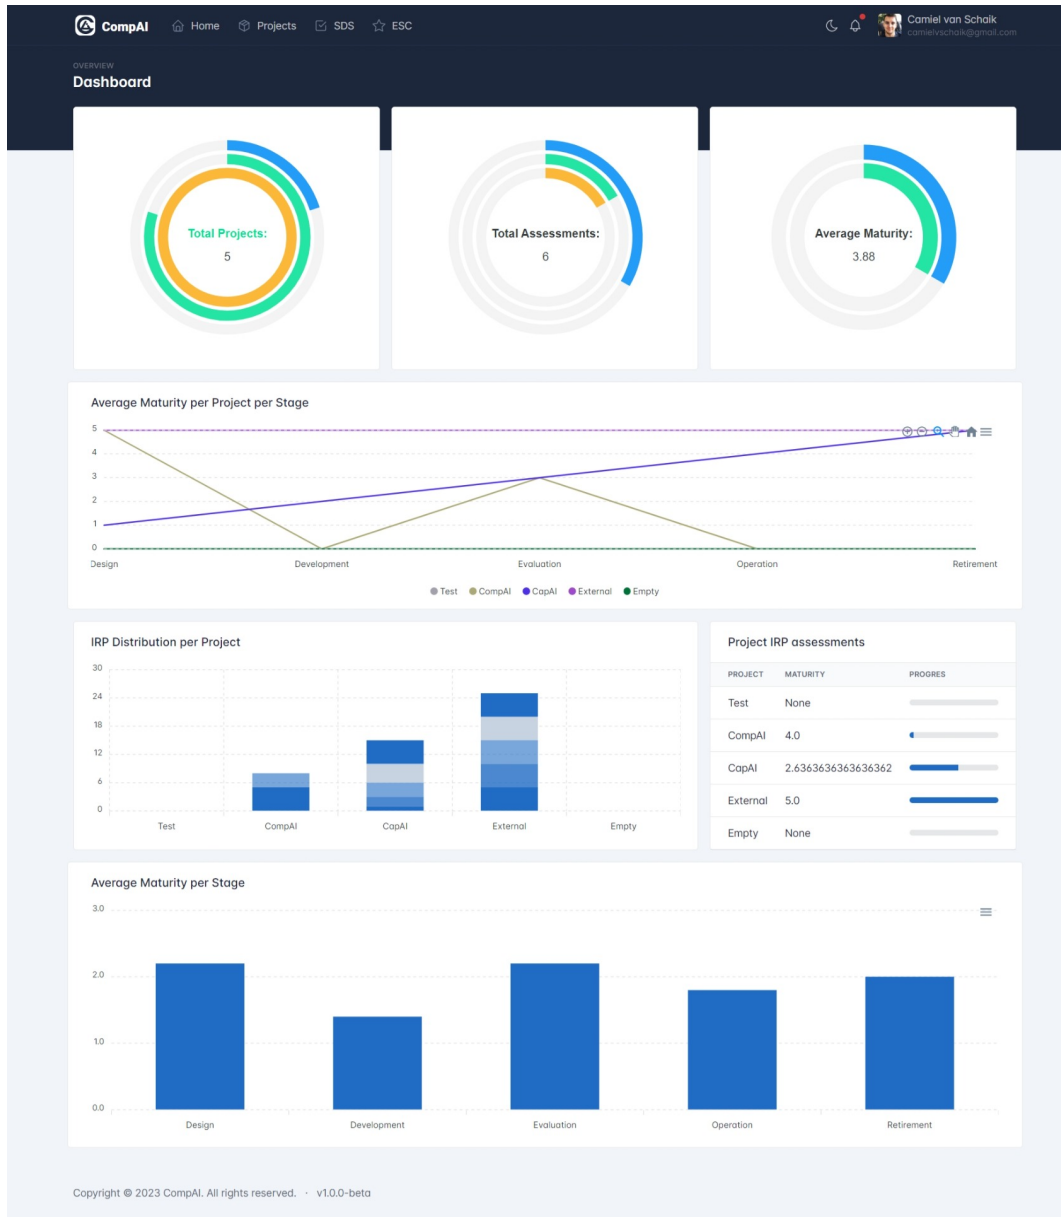 CompAI Home Projects SDS ESC Camiel van Schaik
camielvschaik@gmail.com
OVERVIEW
Dashboard
Total Projects:
5
Total Assessments:
6
Average Maturity:
3.88
Average Maturity per Project per Stage
5
4
3
2
1
0
Design Development Evaluation Operation Retirement
Test CompAI CapAI External Empty
IRP Distribution per Project
30
24
18
12
6
0
Test CompAI CapAI External Empty
Project IRP assessments
PROJECT MATURITY PROGRES
Test None
CompAI 4.0
CapAI 2.6363636363636362
External 5.0
Empty None
Average Maturity per Stage
3.0
2.0
1.0
0.0
Design Development Evaluation Operation Retirement
Copyright © 2023 CompAI. All rights reserved. · v1.0.0-beta